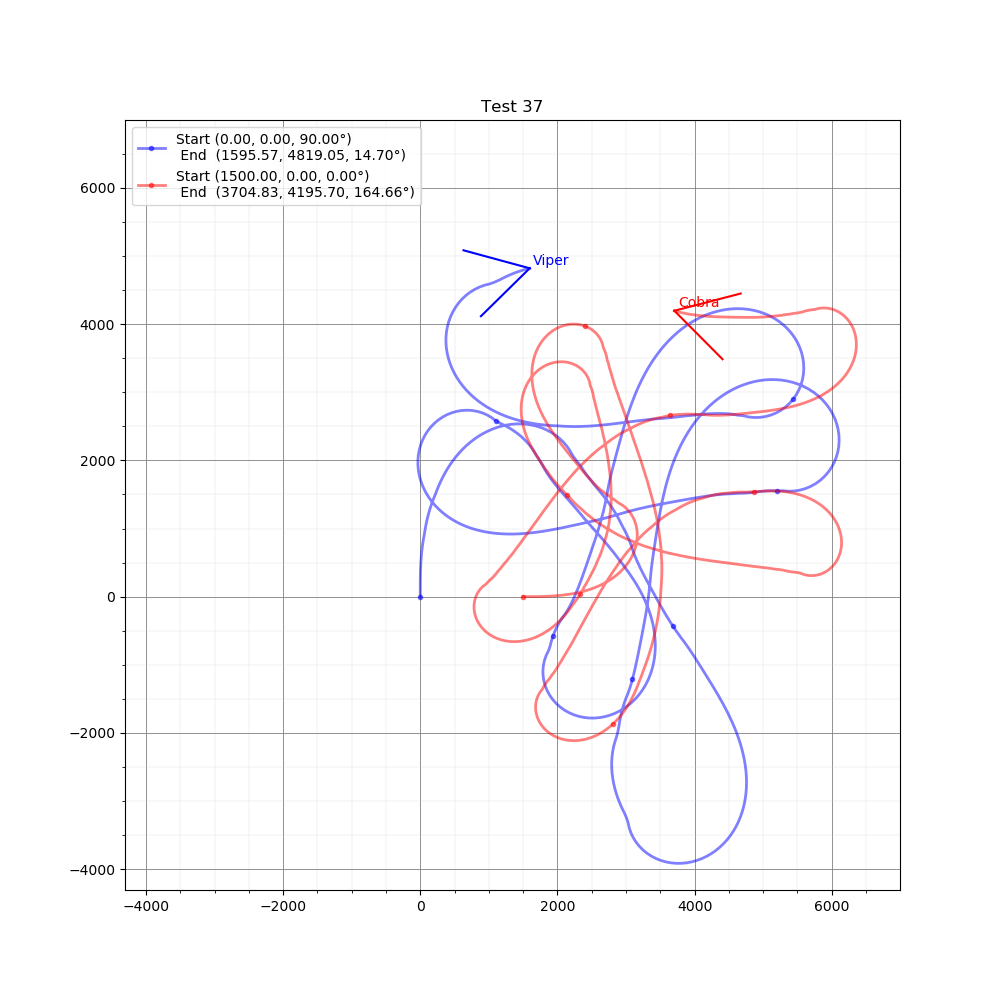 Test 37
Start (0.00, 0.00, 90.00°)
End  (1595.57, 4819.05, 14.70°)
Start (1500.00, 0.00, 0.00°)
End  (3704.83, 4195.70, 164.66°)
6000
Viper
Cobra
4000
2000
0
−2000
−4000
−4000 −2000 0 2000 4000 6000